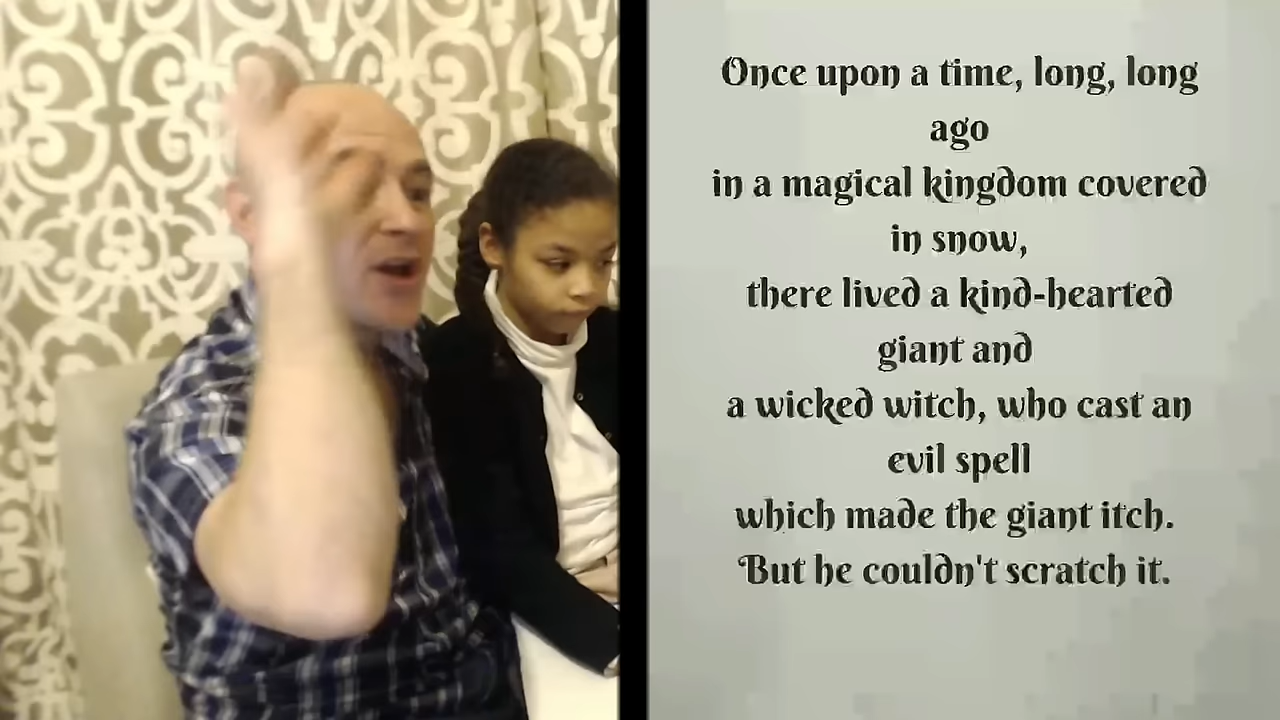 Once upon a time, long, long
ago
in a magical kingdom covered
in snow,
there lived a kind-hearted
giant and
a wicked witch, who cast an
evil spell
which made the giant itch.
But he couldn't scratch it.